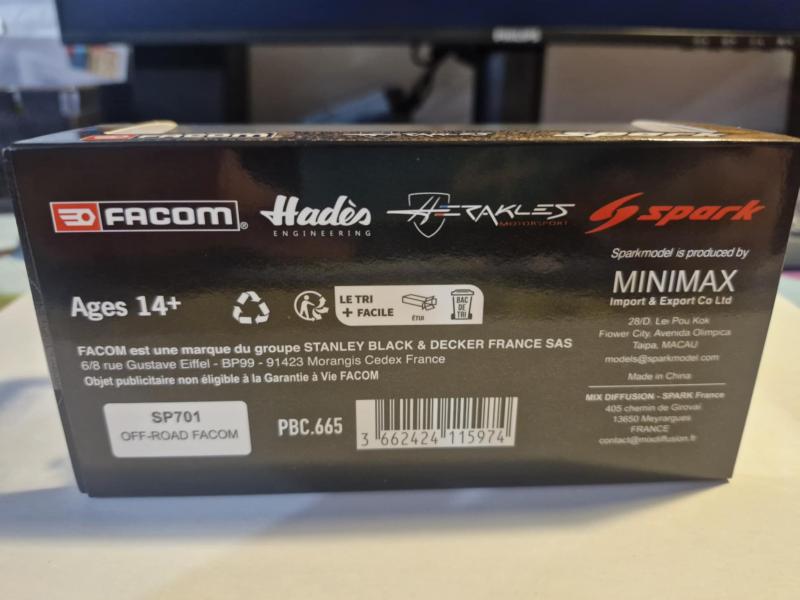 PHILIPS
FACOM
FACOM®
Hadès
ENGINEERING
HERAKLES
MOTORSPORT
spark
Sparkmodel is produced by
MINIMAX
Import & Export Co Ltd
28/D. Lei Pou Kok
Flower City, Avenida Olimpica
Taipa, MACAU
models@sparkmodel.com
Made in China
MIX DIFFUSION - SPARK France
405 chemin de Girovai
13650 Meyrargues
FRANCE
contact@mixdiffusion.fr
Ages 14+
LE TRI
+ FACILE
ÉTUI
BAC
DE
TRI
FACOM est une marque du groupe STANLEY BLACK & DECKER FRANCE SAS
6/8 rue Gustave Eiffel - BP99 - 91423 Morangis Cedex France
Objet publicitaire non éligible à la Garantie à Vie FACOM
SP701
OFF-ROAD FACOM
PBC.665
3 662424 115974